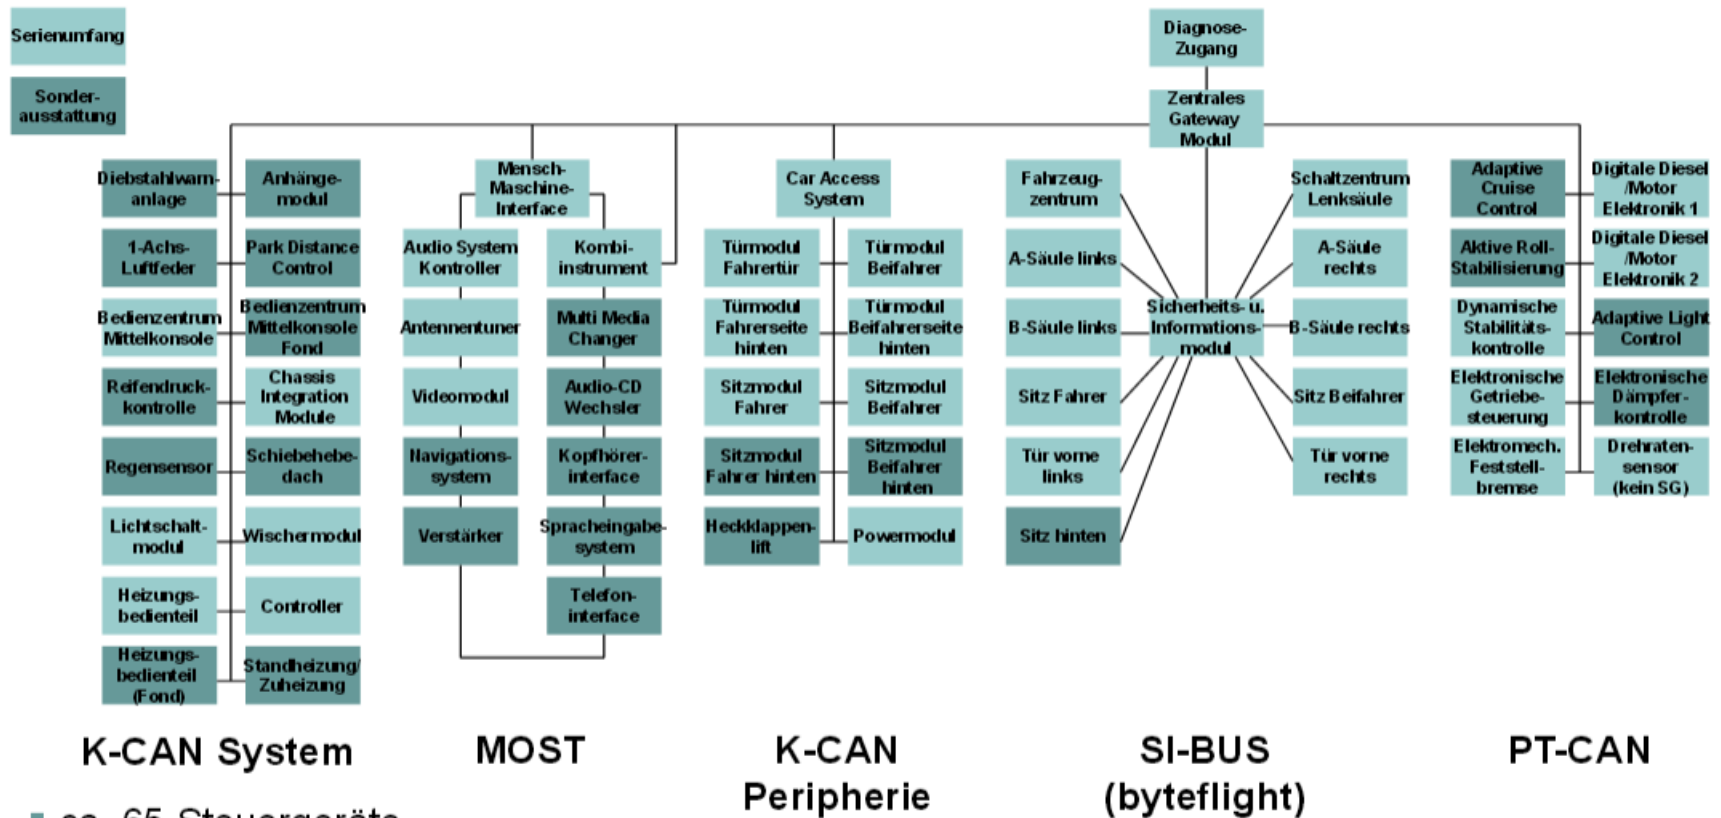 Serienumfang
Sonder-
ausstattung
Diagnose-
Zugang
Zentrales
Gateway
Modul
Diebstahlwarn-
anlage
Anhänge-
modul
1-Achs-
Luftfeder
Park Distance
Control
Bedienzentrum
Mittelkonsole
Bedienzentrum
Mittelkonsole
Fond
Reifendruck-
kontrolle
Chassis
Integration
Module
Regensensor
Schiebehebe-
dach
Lichtschalt-
modul
Wischermodul
Heizungs-
bedienteil
Controller
Heizungs-
bedienteil
(Fond)
Standheizung/
Zuheizung
K-CAN System
Mensch-
Maschine-
Interface
Audio System
Kontroller
Kombi-
instrument
Antennentuner
Multi Media
Changer
Videomodul
Audio-CD
Wechsler
Navigations-
system
Kopfhörer-
interface
Verstärker
Spracheingabe-
system
Telefon-
interface
MOST
Car Access
System
Türmodul
Fahrertür
Türmodul
Beifahrer
Türmodul
Fahrerseite
hinten
Türmodul
Beifahrerseite
hinten
Sitzmodul
Fahrer
Sitzmodul
Beifahrer
Sitzmodul
Fahrer hinten
Sitzmodul
Beifahrer
hinten
Heckklappen-
lift
Powermodul
K-CAN
Peripherie
Fahrzeug-
zentrum
Schaltzentrum
Lenksäule
A-Säule links
A-Säule
rechts
B-Säule links
Sicherheits- u.
Informations-
modul
B-Säule rechts
Sitz Fahrer
Sitz Beifahrer
Tür vorne
links
Tür vorne
rechts
Sitz hinten
SI-BUS
(byteflight)
Adaptive
Cruise
Control
Digitale Diesel
/Motor
Elektronik 1
Aktive Roll-
Stabilisierung
Digitale Diesel
/Motor
Elektronik 2
Dynamische
Stabilitäts-
kontrolle
Adaptive Light
Control
Elektronische
Getriebe-
steuerung
Elektronische
Dämpfer-
kontrolle
Elektromech.
Feststell-
bremse
Drehraten-
sensor
(kein SG)
PT-CAN
ca. 65 Steuergeräte